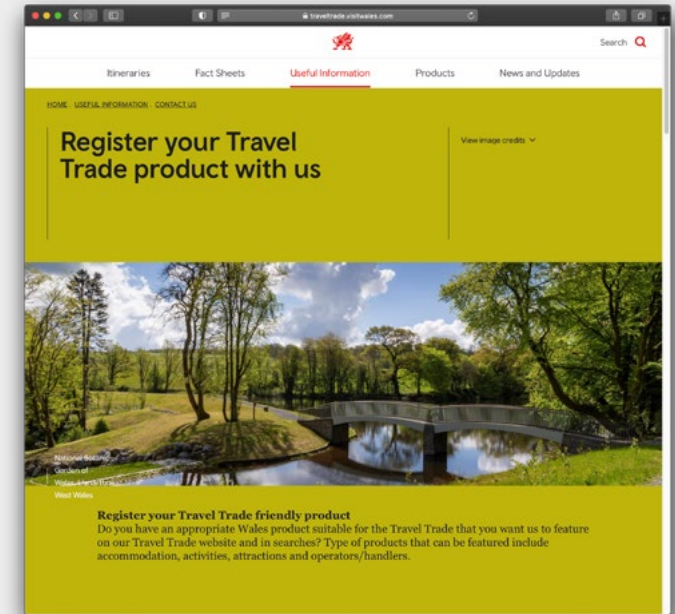 traveltrade.visitwales.com
Search
Itineraries Fact Sheets Useful Information Products News and Updates
HOME . USEFUL INFORMATION . CONTACT US
Register your Travel
Trade product with us
View image credits
National Botanic
Garden of
Wales,
West Wales
Register your Travel Trade friendly product
Do you have an appropriate Wales product suitable for the Travel Trade that you want us to feature
on our Travel Trade website and in searches? Type of products that can be featured include
accommodation, activities, attractions and operators/handlers.